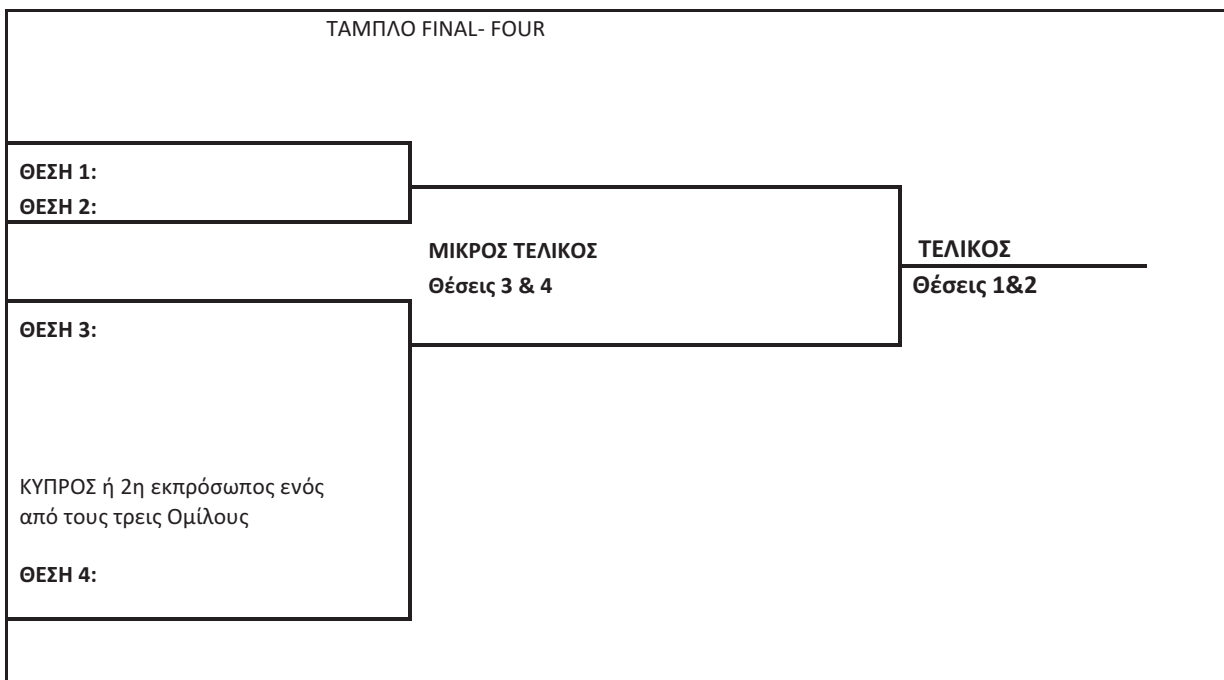 ΤΑΜΠΛΟ FINAL- FOUR
ΘΕΣΗ 1:
ΘΕΣΗ 2:
ΜΙΚΡΟΣ ΤΕΛΙΚΟΣ
Θέσεις 3 & 4
ΤΕΛΙΚΟΣ
Θέσεις 1&2
ΘΕΣΗ 3:
ΚΥΠΡΟΣ ή 2η εκπρόσωπος ενός
από τους τρεις Ομίλους
ΘΕΣΗ 4: